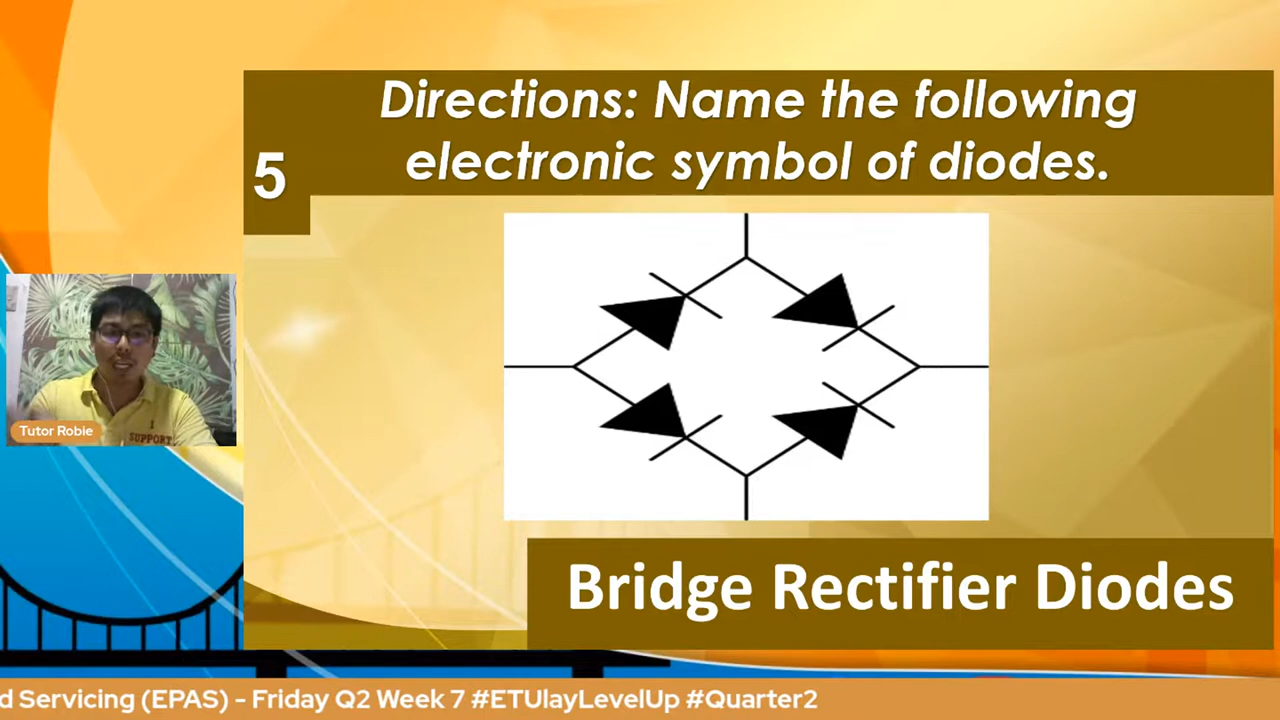 Directions: Name the following
electronic symbol of diodes.
5
Tutor Robie
I
SUPPORT
Bridge Rectifier Diodes
d Servicing (EPAS) - Friday Q2 Week 7 #ETUlayLevelUp #Quarter2